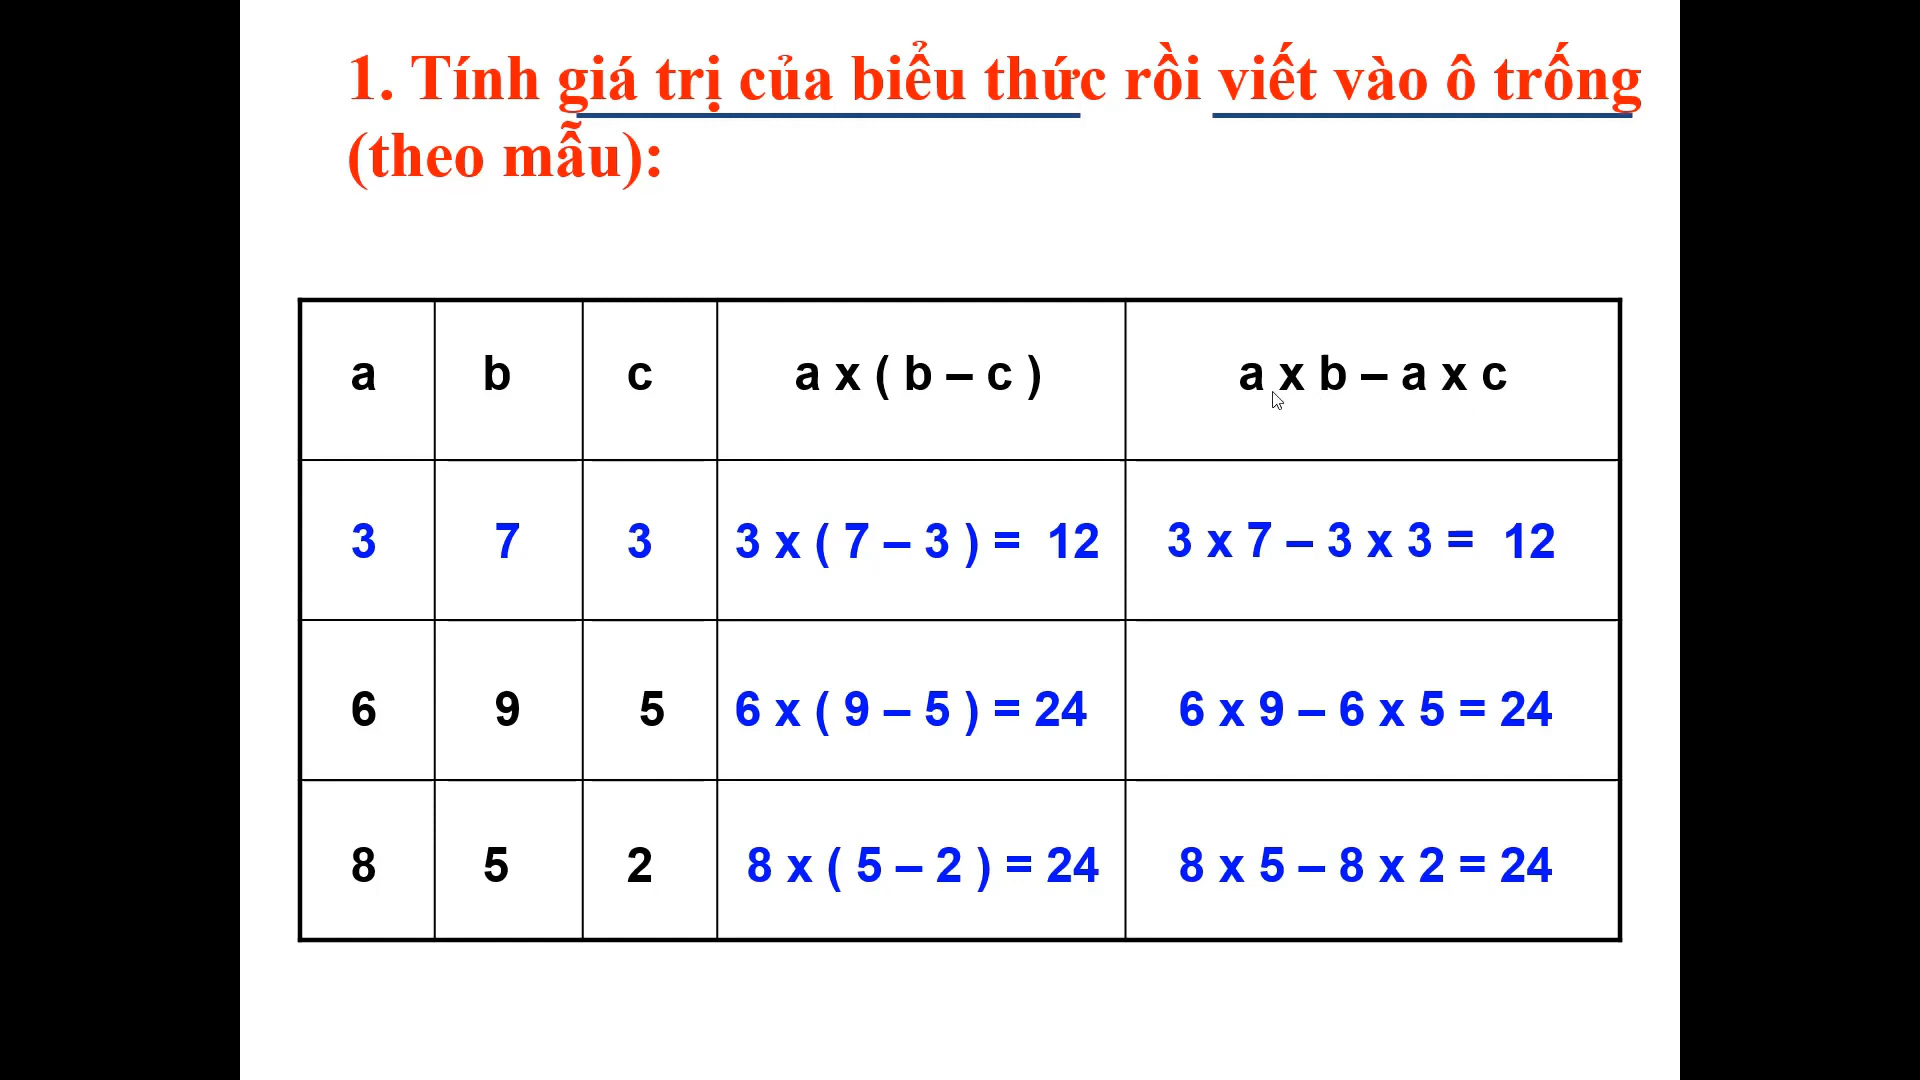 1. Tính giá trị của biểu thức rồi viết vào ô trống
(theo mẫu):
a b c a x ( b – c ) a x b – a x c
3 7 3 3 x ( 7 – 3 ) = 12 3 x 7 – 3 x 3 = 12
6 9 5 6 x ( 9 – 5 ) = 24 6 x 9 – 6 x 5 = 24
8 5 2 8 x ( 5 – 2 ) = 24 8 x 5 – 8 x 2 = 24